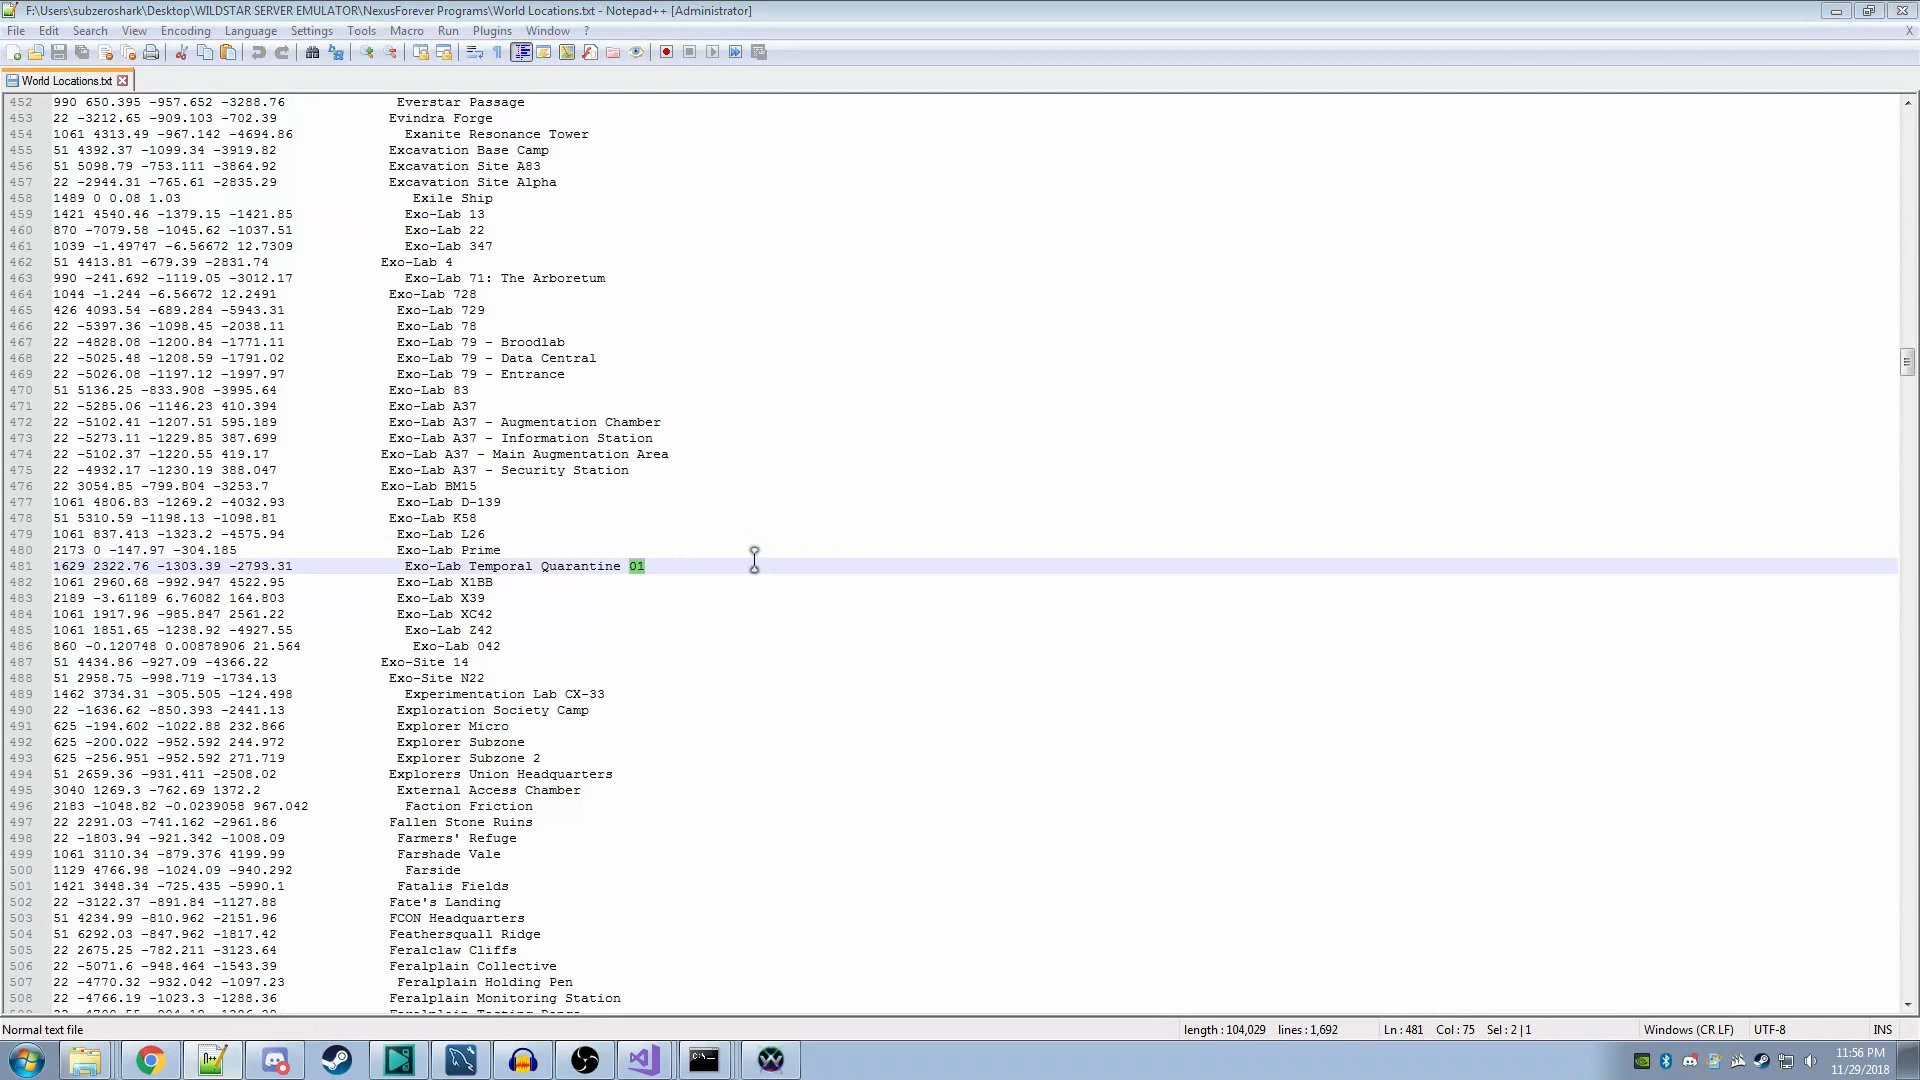 F:\Users\subzeroshark\Desktop\WILDSTAR SERVER EMULATOR\NexusForever Programs\World Locations.txt - Notepad++ [Administrator]
File Edit Search View Encoding Language Settings Tools Macro Run Plugins Window ? X
World Locations.txt
452 990 650.395 -957.652 -3288.76 Everstar Passage
453 22 -3212.65 -909.103 -702.39 Evindra Forge
454 1061 4313.49 -967.142 -4694.86 Exanite Resonance Tower
455 51 4392.37 -1099.34 -3919.82 Excavation Base Camp
456 51 5098.79 -753.111 -3864.92 Excavation Site A83
457 22 -2944.31 -765.61 -2835.29 Excavation Site Alpha
458 1489 0 0.08 1.03 Exile Ship
459 1421 4540.46 -1379.15 -1421.85 Exo-Lab 13
460 870 -7079.58 -1045.62 -1037.51 Exo-Lab 22
461 1039 -1.49747 -6.56672 12.7309 Exo-Lab 347
462 51 4413.81 -679.39 -2831.74 Exo-Lab 4
463 990 -241.692 -1119.05 -3012.17 Exo-Lab 71: The Arboretum
464 1044 -1.244 -6.56672 12.2491 Exo-Lab 728
465 426 4093.54 -689.284 -5943.31 Exo-Lab 729
466 22 -5397.36 -1098.45 -2038.11 Exo-Lab 78
467 22 -4828.08 -1200.84 -1771.11 Exo-Lab 79 - Broodlab
468 22 -5025.48 -1208.59 -1791.02 Exo-Lab 79 - Data Central
469 22 -5026.08 -1197.12 -1997.97 Exo-Lab 79 - Entrance
470 51 5136.25 -833.908 -3995.64 Exo-Lab 83
471 22 -5285.06 -1146.23 410.394 Exo-Lab A37
472 22 -5102.41 -1207.51 595.189 Exo-Lab A37 - Augmentation Chamber
473 22 -5273.11 -1229.85 387.699 Exo-Lab A37 - Information Station
474 22 -5102.37 -1220.55 419.17 Exo-Lab A37 - Main Augmentation Area
475 22 -4932.17 -1230.19 388.047 Exo-Lab A37 - Security Station
476 22 3054.85 -799.804 -3253.7 Exo-Lab BM15
477 1061 4806.83 -1269.2 -4032.93 Exo-Lab D-139
478 51 5310.59 -1198.13 -1098.81 Exo-Lab K58
479 1061 837.413 -1323.2 -4575.94 Exo-Lab L26
480 2173 0 -147.97 -304.185 Exo-Lab Prime
481 1629 2322.76 -1303.39 -2793.31 Exo-Lab Temporal Quarantine 01
482 1061 2960.68 -992.947 4522.95 Exo-Lab X1BB
483 2189 -3.61189 6.76082 164.803 Exo-Lab X39
484 1061 1917.96 -985.847 2561.22 Exo-Lab XC42
485 1061 1851.65 -1238.92 -4927.55 Exo-Lab Z42
486 860 -0.120748 0.00878906 21.564 Exo-Lab 042
487 51 4434.86 -927.09 -4366.22 Exo-Site 14
488 51 2958.75 -998.719 -1734.13 Exo-Site N22
489 1462 3734.31 -305.505 -124.498 Experimentation Lab CX-33
490 22 -1636.62 -850.393 -2441.13 Exploration Society Camp
491 625 -194.602 -1022.88 232.866 Explorer Micro
492 625 -200.022 -952.592 244.972 Explorer Subzone
493 625 -256.951 -952.592 271.719 Explorer Subzone 2
494 51 2659.36 -931.411 -2508.02 Explorers Union Headquarters
495 3040 1269.3 -762.69 1372.2 External Access Chamber
496 2183 -1048.82 -0.0239058 967.042 Faction Friction
497 22 2291.03 -741.162 -2961.86 Fallen Stone Ruins
498 22 -1803.94 -921.342 -1008.09 Farmers' Refuge
499 1061 3110.34 -879.376 4199.99 Farshade Vale
500 1129 4766.98 -1024.09 -940.292 Farside
501 1421 3448.34 -725.435 -5990.1 Fatalis Fields
502 22 -3122.37 -891.84 -1127.88 Fate's Landing
503 51 4234.99 -810.962 -2151.96 FCON Headquarters
504 51 6292.03 -847.962 -1817.42 Feathersquall Ridge
505 22 2675.25 -782.211 -3123.64 Feralclaw Cliffs
506 22 -5071.6 -948.464 -1543.39 Feralplain Collective
507 22 -4770.32 -932.042 -1097.23 Feralplain Holding Pen
508 22 -4766.19 -1023.3 -1288.36 Feralplain Monitoring Station
Normal text file length : 104,029 lines : 1,692 Ln : 481 Col : 75 Sel : 2 | 1 Windows (CR LF) UTF-8 INS
11:56 PM
11/29/2018